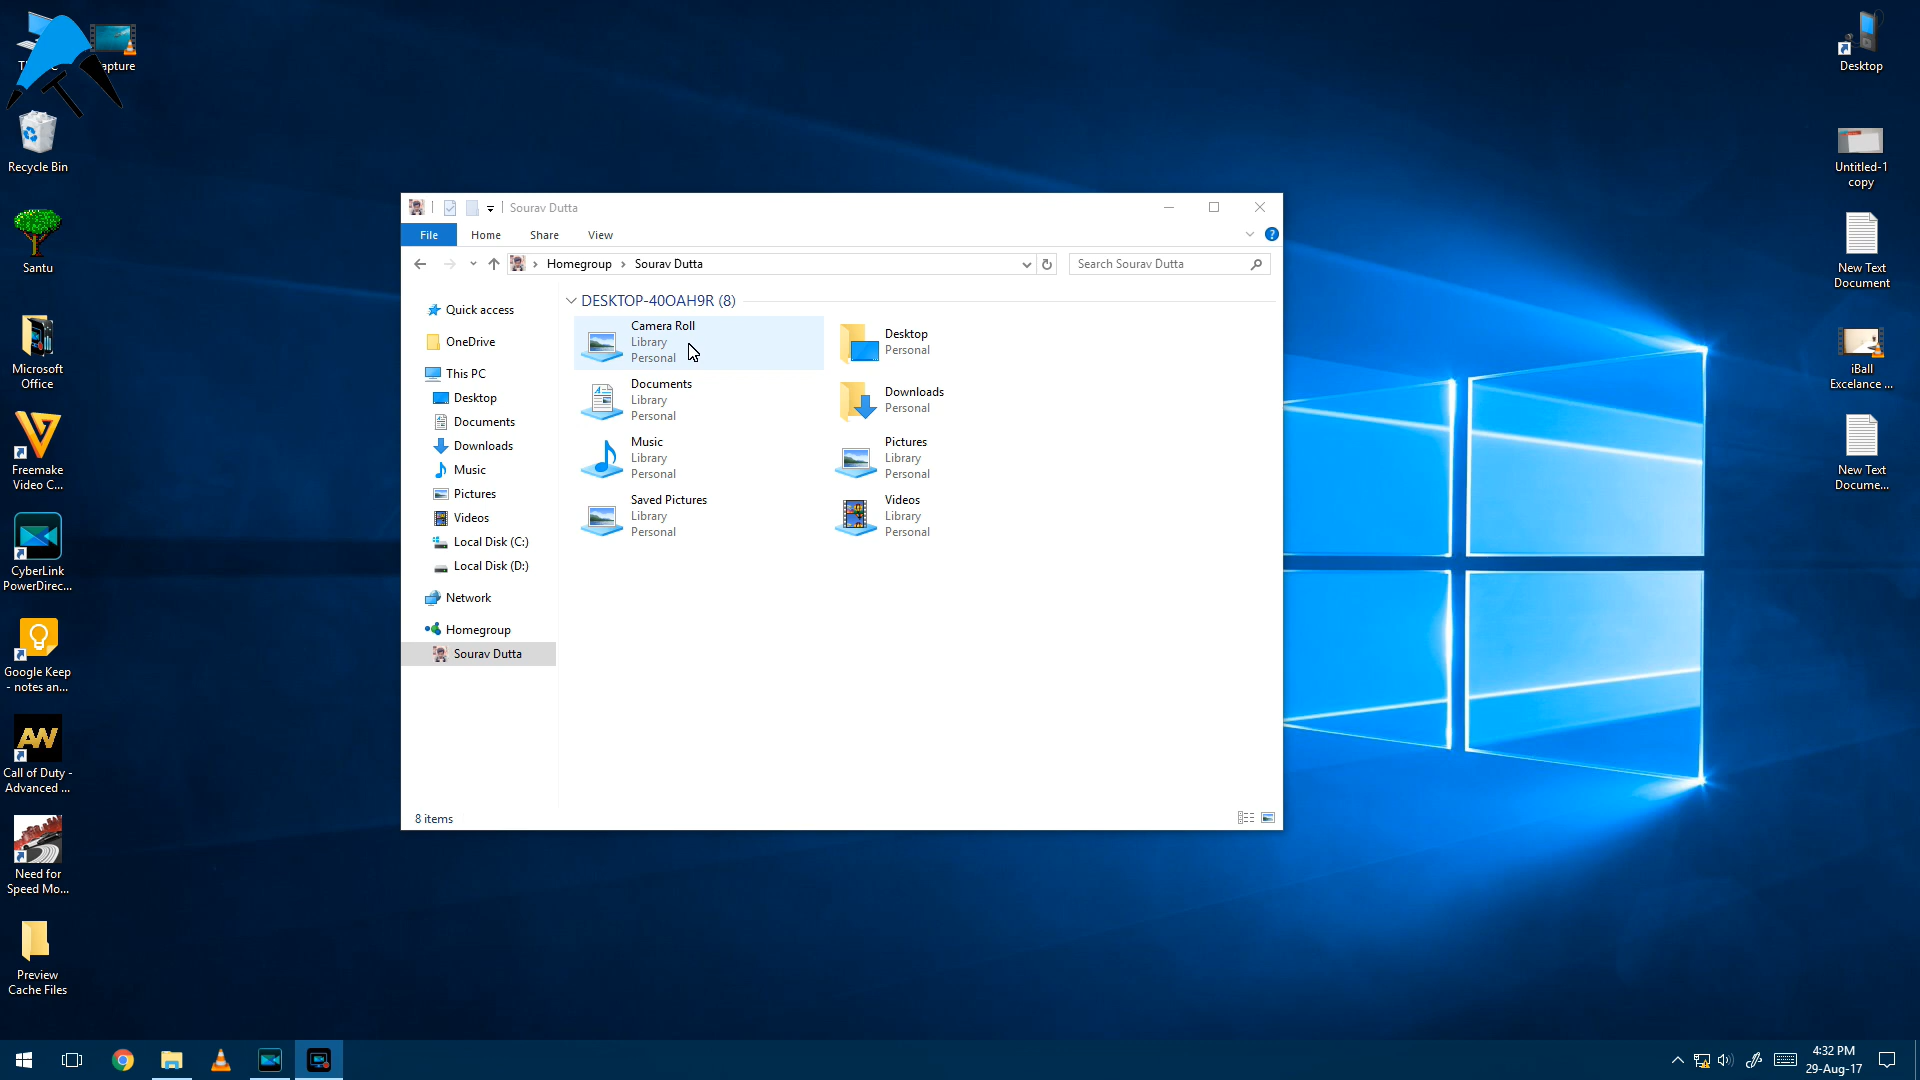 apture
Recycle Bin
Santu
Microsoft
Office
Freemake
Video C...
CyberLink
PowerDirec...
Google Keep
- notes an...
AW
Call of Duty -
Advanced ...
Need for
Speed Mo...
Preview
Cache Files
Sourav Dutta
File
Home
Share
View
Homegroup
Sourav Dutta
Search Sourav Dutta
Quick access
OneDrive
This PC
Desktop
Documents
Downloads
Music
Pictures
Videos
Local Disk (C:)
Local Disk (D:)
Network
Homegroup
Sourav Dutta
DESKTOP-40OAH9R (8)
Camera Roll
Library
Personal
Desktop
Personal
Documents
Library
Personal
Downloads
Personal
Music
Library
Personal
Pictures
Library
Personal
Saved Pictures
Library
Personal
Videos
Library
Personal
8 items
Desktop
Untitled-1
copy
New Text
Document
iBall
Excelance ...
New Text
Docume...
4:32 PM
29-Aug-17